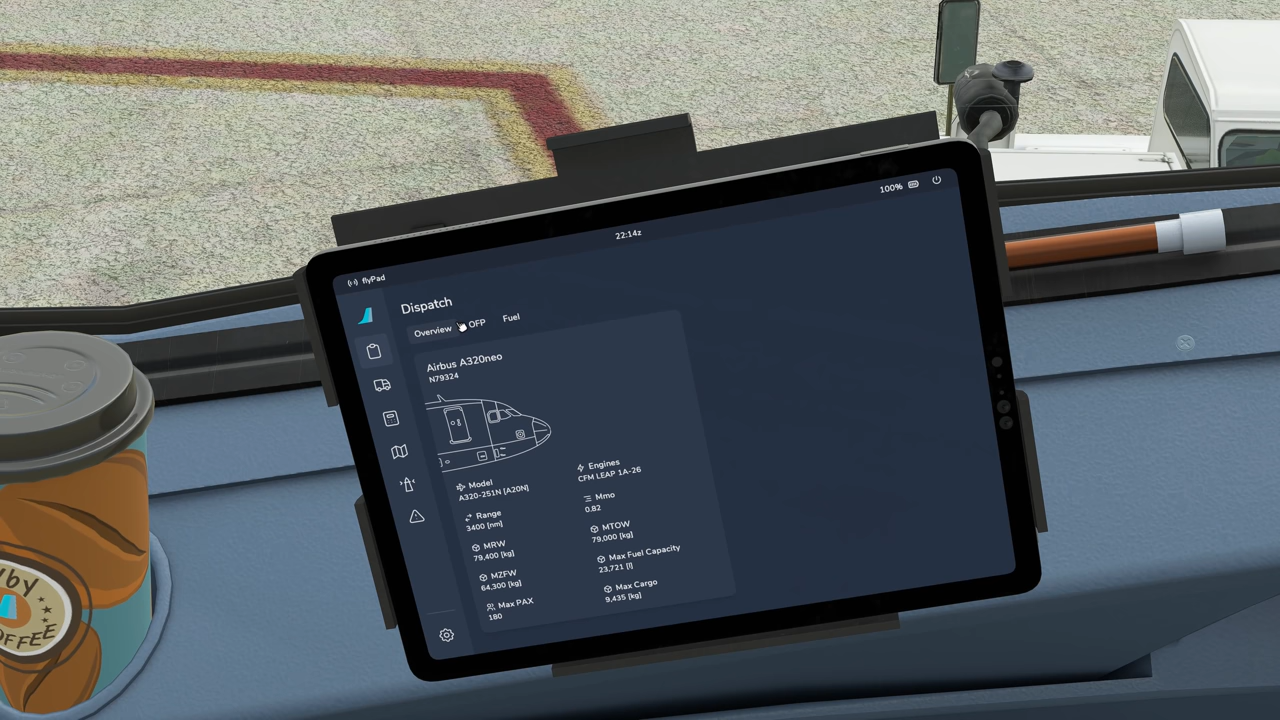 100%
22:14z
flyPad
Dispatch
Overview OFP Fuel
Airbus A320neo
N79324
Model
A320-251N [A20N]
Engines
CFM LEAP 1A-26
Range
3400 [nm]
Mmo
0.82
MRW
79,400 [kg]
MTOW
79,000 [kg]
MZFW
64,300 [kg]
Max Fuel Capacity
23,721 [l]
Max PAX
180
Max Cargo
9,435 [kg]